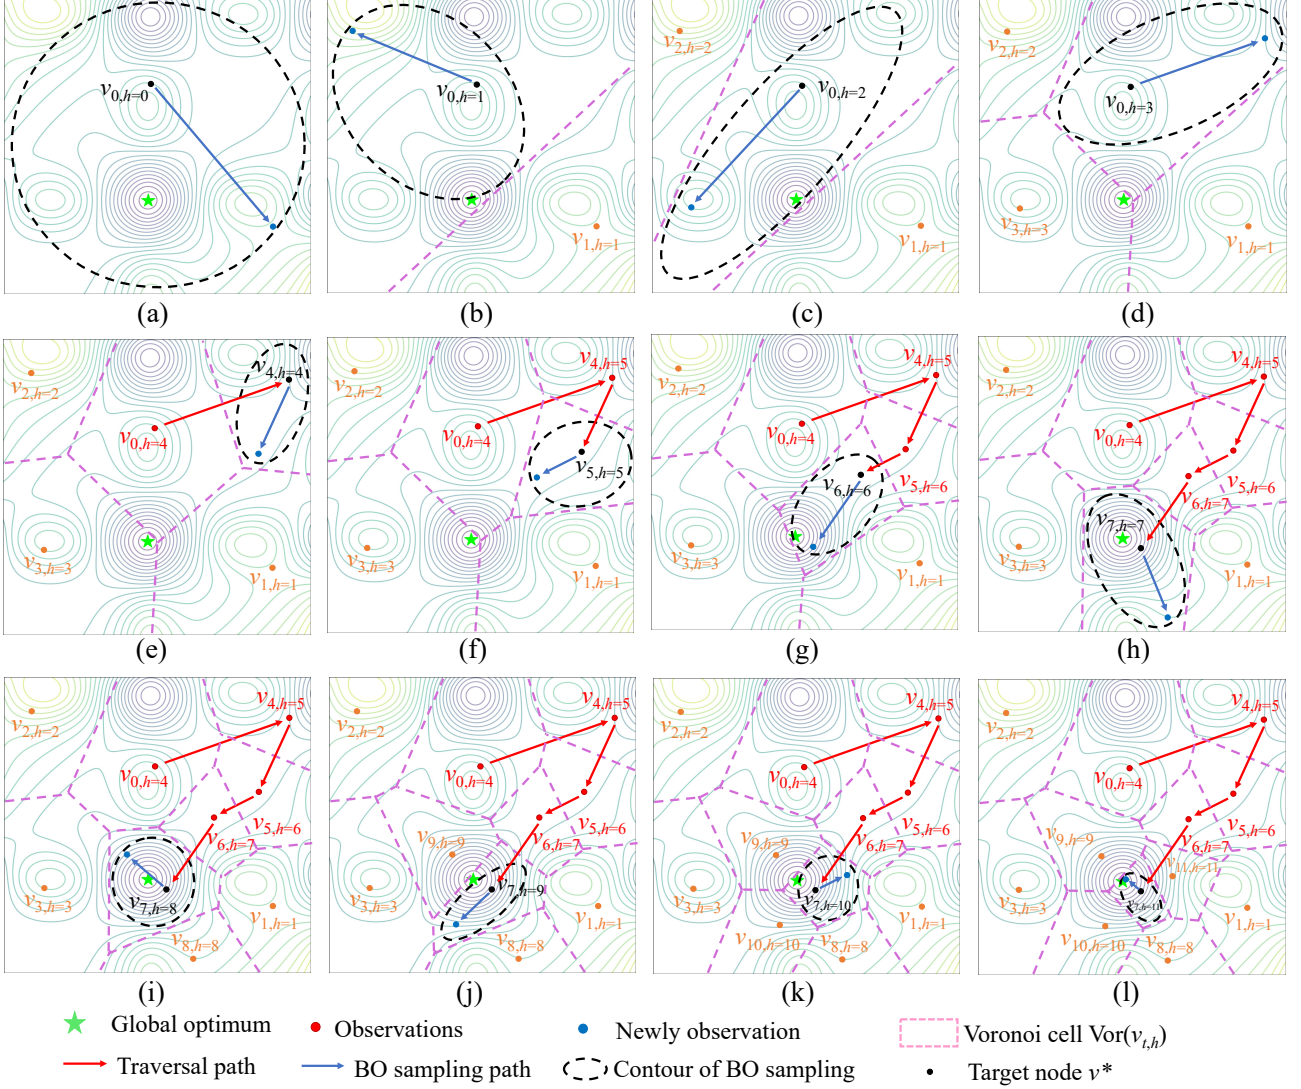 v0,h=0
(a)
v0,h=1
v1,h=1
(b)
v2,h=2
v0,h=2
v1,h=1
(c)
v2,h=2
v0,h=3
v3,h=3
v1,h=1
(d)
v2,h=2
v4,h=4
v0,h=4
v3,h=3
v1,h=1
(e)
v2,h=2
v4,h=5
v0,h=4
v5,h=5
v3,h=3
v1,h=1
(f)
v2,h=2
v4,h=5
v0,h=4
v6,h=6
v5,h=6
v3,h=3
v1,h=1
(g)
v2,h=2
v4,h=5
v0,h=4
v5,h=6
v6,h=7
v7,h=7
v3,h=3
v1,h=1
(h)
v2,h=2
v4,h=5
v0,h=4
v5,h=6
v6,h=7
v3,h=3
v7,h=8
v1,h=1
v8,h=8
(i)
v2,h=2
v4,h=5
v0,h=4
v5,h=6
v6,h=7
v9,h=9
v7,h=9
v3,h=3
v1,h=1
v8,h=8
(j)
v2,h=2
v4,h=5
v0,h=4
v5,h=6
v6,h=7
v9,h=9
v3,h=3
v7,h=10
v1,h=1
v10,h=10
v8,h=8
(k)
v2,h=2
v4,h=5
v0,h=4
v5,h=6
v6,h=7
v9,h=9
v11,h=11
v3,h=3
v7,h=11
v1,h=1
v10,h=10
v8,h=8
(l)
Global optimum
Observations
Newly observation
Voronoi cell Vor(vt,h)
Traversal path
BO sampling path
Contour of BO sampling
Target node v*